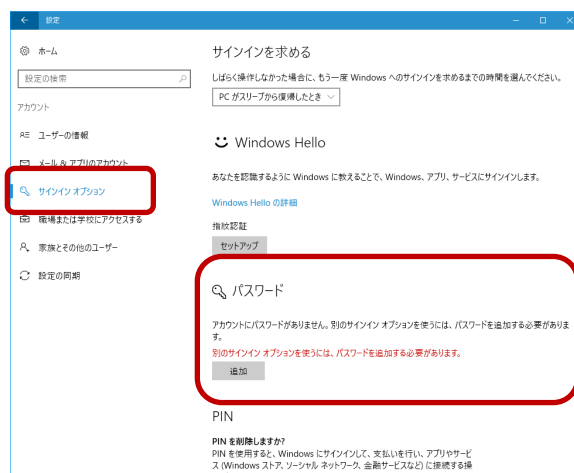 設定
ホーム
設定の検索
アカウント
ユーザーの情報
メール & アプリのアカウント
サインイン オプション
職場または学校にアクセスする
家族とその他のユーザー
設定の同期
サインインを求める
しばらく操作しなかった場合に、もう一度 Windows へのサインインを求めるまでの時間を選んでください。
PC がスリープから復帰したとき
Windows Hello
あなたを認識するように Windows に教えることで、Windows、アプリ、サービスにサインインします。
Windows Hello の詳細
指紋認証
セットアップ
パスワード
アカウントにパスワードがありません。別のサインイン オプションを使うには、パスワードを追加する必要がありま
す。
別のサインイン オプションを使うには、パスワードを追加する必要があります。
追加
PIN
PIN を削除しますか?
PIN を使用すると、Windows にサインインして、支払いを行い、アプリやサービ
ス (Windows ストア、ソーシャル ネットワーク、金融サービスなど) に接続する操